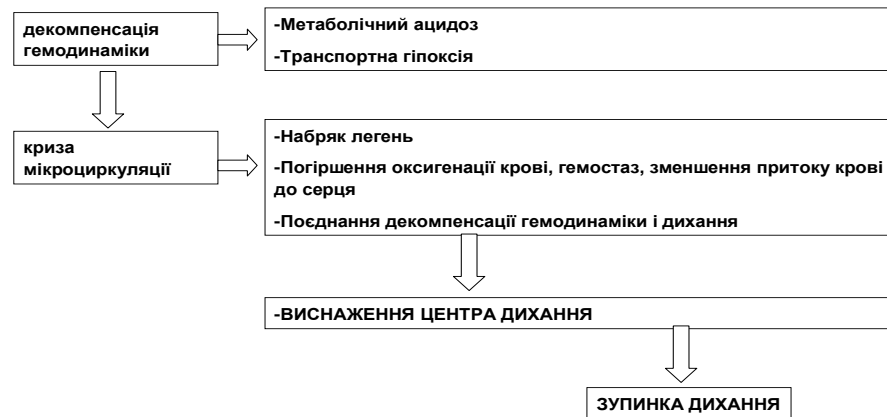 декомпенсація
гемодинаміки
-Метаболічний ацидоз
-Транспортна гіпоксія
криза
мікроциркуляції
-Набряк легень
-Погіршення оксигенації крові, гемостаз, зменшення притоку крові
до серця
-Поєднання декомпенсації гемодинаміки і дихання
-ВИСНАЖЕННЯ ЦЕНТРА ДИХАННЯ
ЗУПИНКА ДИХАННЯ